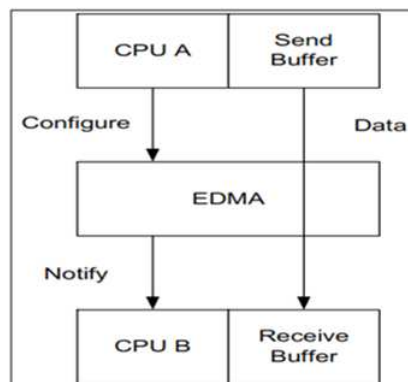 CPU A
Send
Buffer
Configure
Data
EDMA
Notify
CPU B
Receive
Buffer